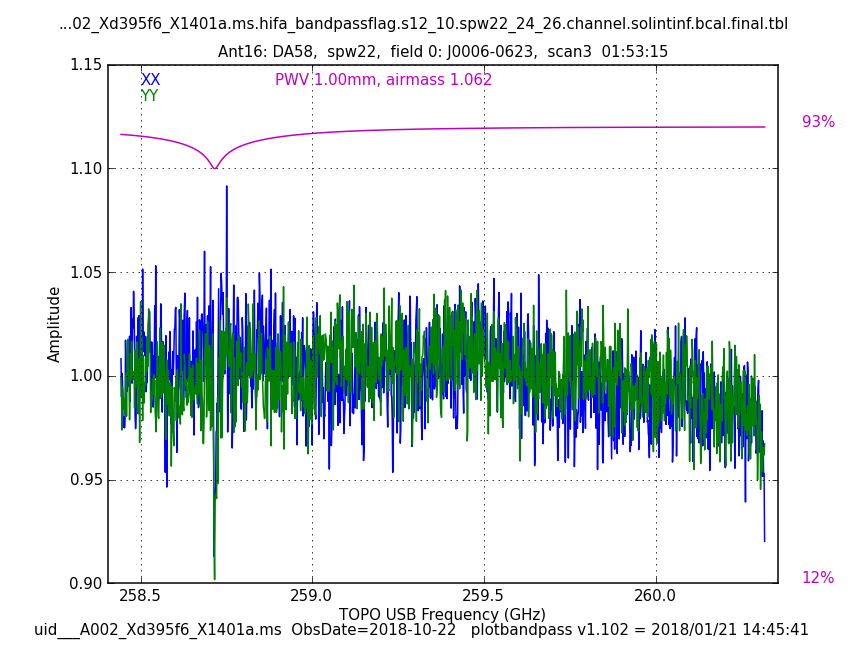 ...02_Xd395f6_X1401a.ms.hifa_bandpassflag.s12_10.spw22_24_26.channel.solintinf.bcal.final.tbl
Ant16: DA58,  spw22,  field 0: J0006-0623,  scan3  01:53:15
1.15
XX
PWV 1.00mm, airmass 1.062
YY
93%
1.10
1.05
Amplitude
1.00
0.95
0.90
12%
258.5 259.0 259.5 260.0
TOPO USB Frequency (GHz)
uid___A002_Xd395f6_X1401a.ms  ObsDate=2018-10-22   plotbandpass v1.102 = 2018/01/21 14:45:41